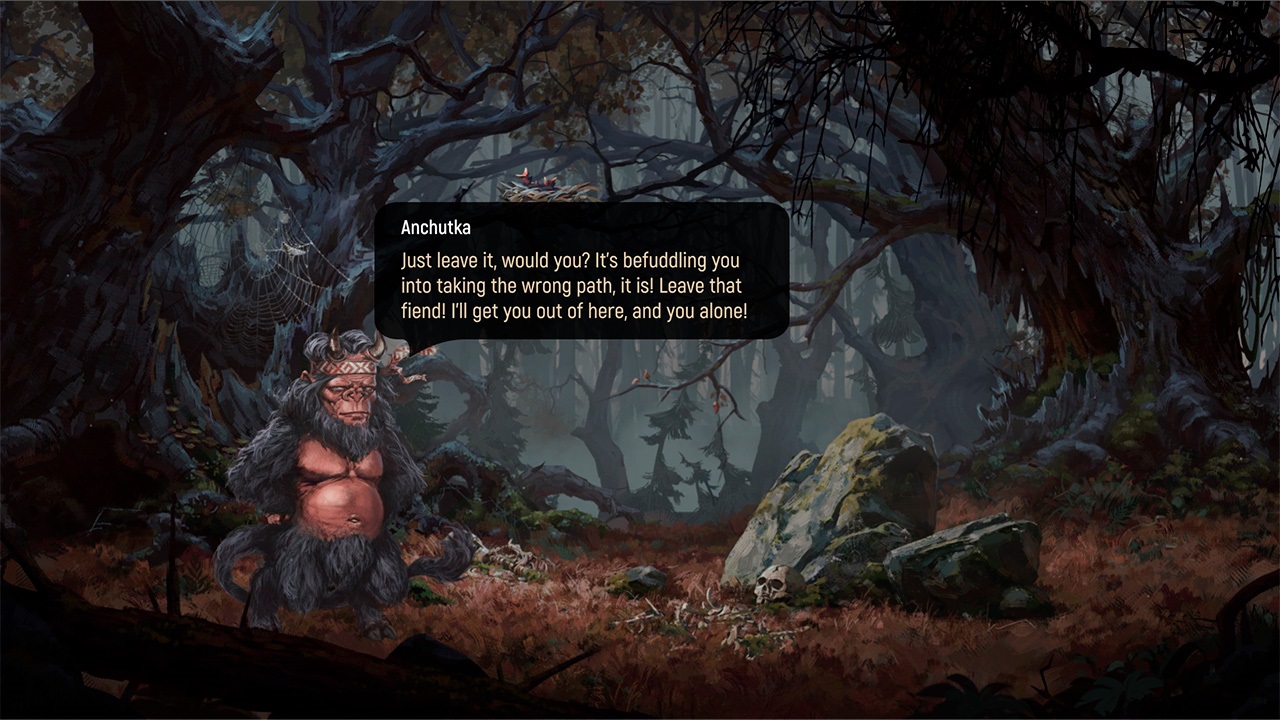 Anchutka
Just leave it, would you? It's befuddling you
into taking the wrong path, it is! Leave that
fiend! I'll get you out of here, and you alone!